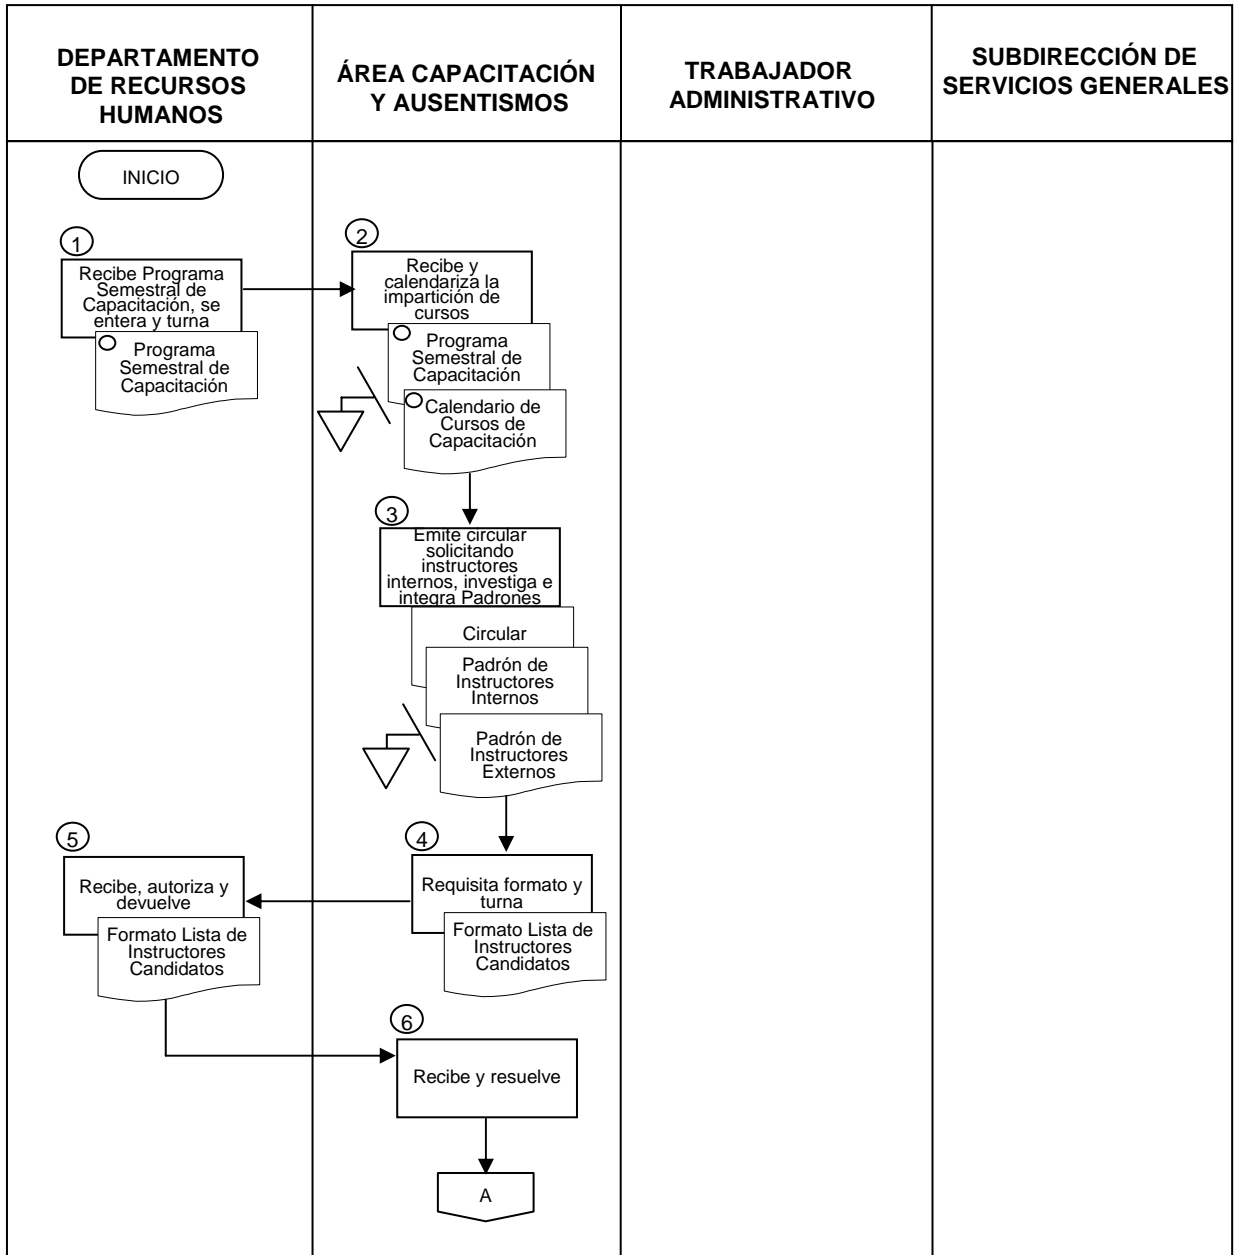 DEPARTAMENTO
DE RECURSOS
HUMANOS
ÁREA CAPACITACIÓN
Y AUSENTISMOS
TRABAJADOR
ADMINISTRATIVO
SUBDIRECCIÓN DE
SERVICIOS GENERALES
INICIO
1
Recibe Programa
Semestral de
Capacitación, se
entera y turna
Programa
Semestral de
Capacitación
2
Recibe y
calendariza la
impartición de
cursos
Programa
Semestral de
Capacitación
Calendario de
Cursos de
Capacitación
3
Emite circular
solicitando
instructores
internos, investiga e
integra Padrones
Circular
Padrón de
Instructores
Internos
Padrón de
Instructores
Externos
4
Requisita formato y
turna
Formato Lista de
Instructores
Candidatos
5
Recibe, autoriza y
devuelve
Formato Lista de
Instructores
Candidatos
6
Recibe y resuelve
A